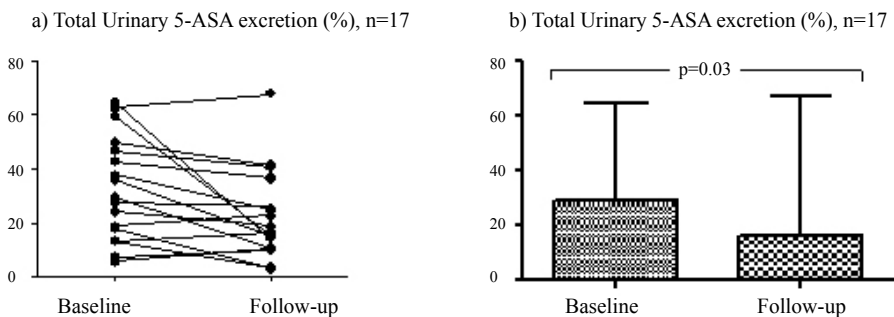 a) Total Urinary 5-ASA excretion (%), n=17
80
60
40
20
0
Baseline Follow-up
b) Total Urinary 5-ASA excretion (%), n=17
80
p=0.03
60
40
20
0
Baseline Follow-up